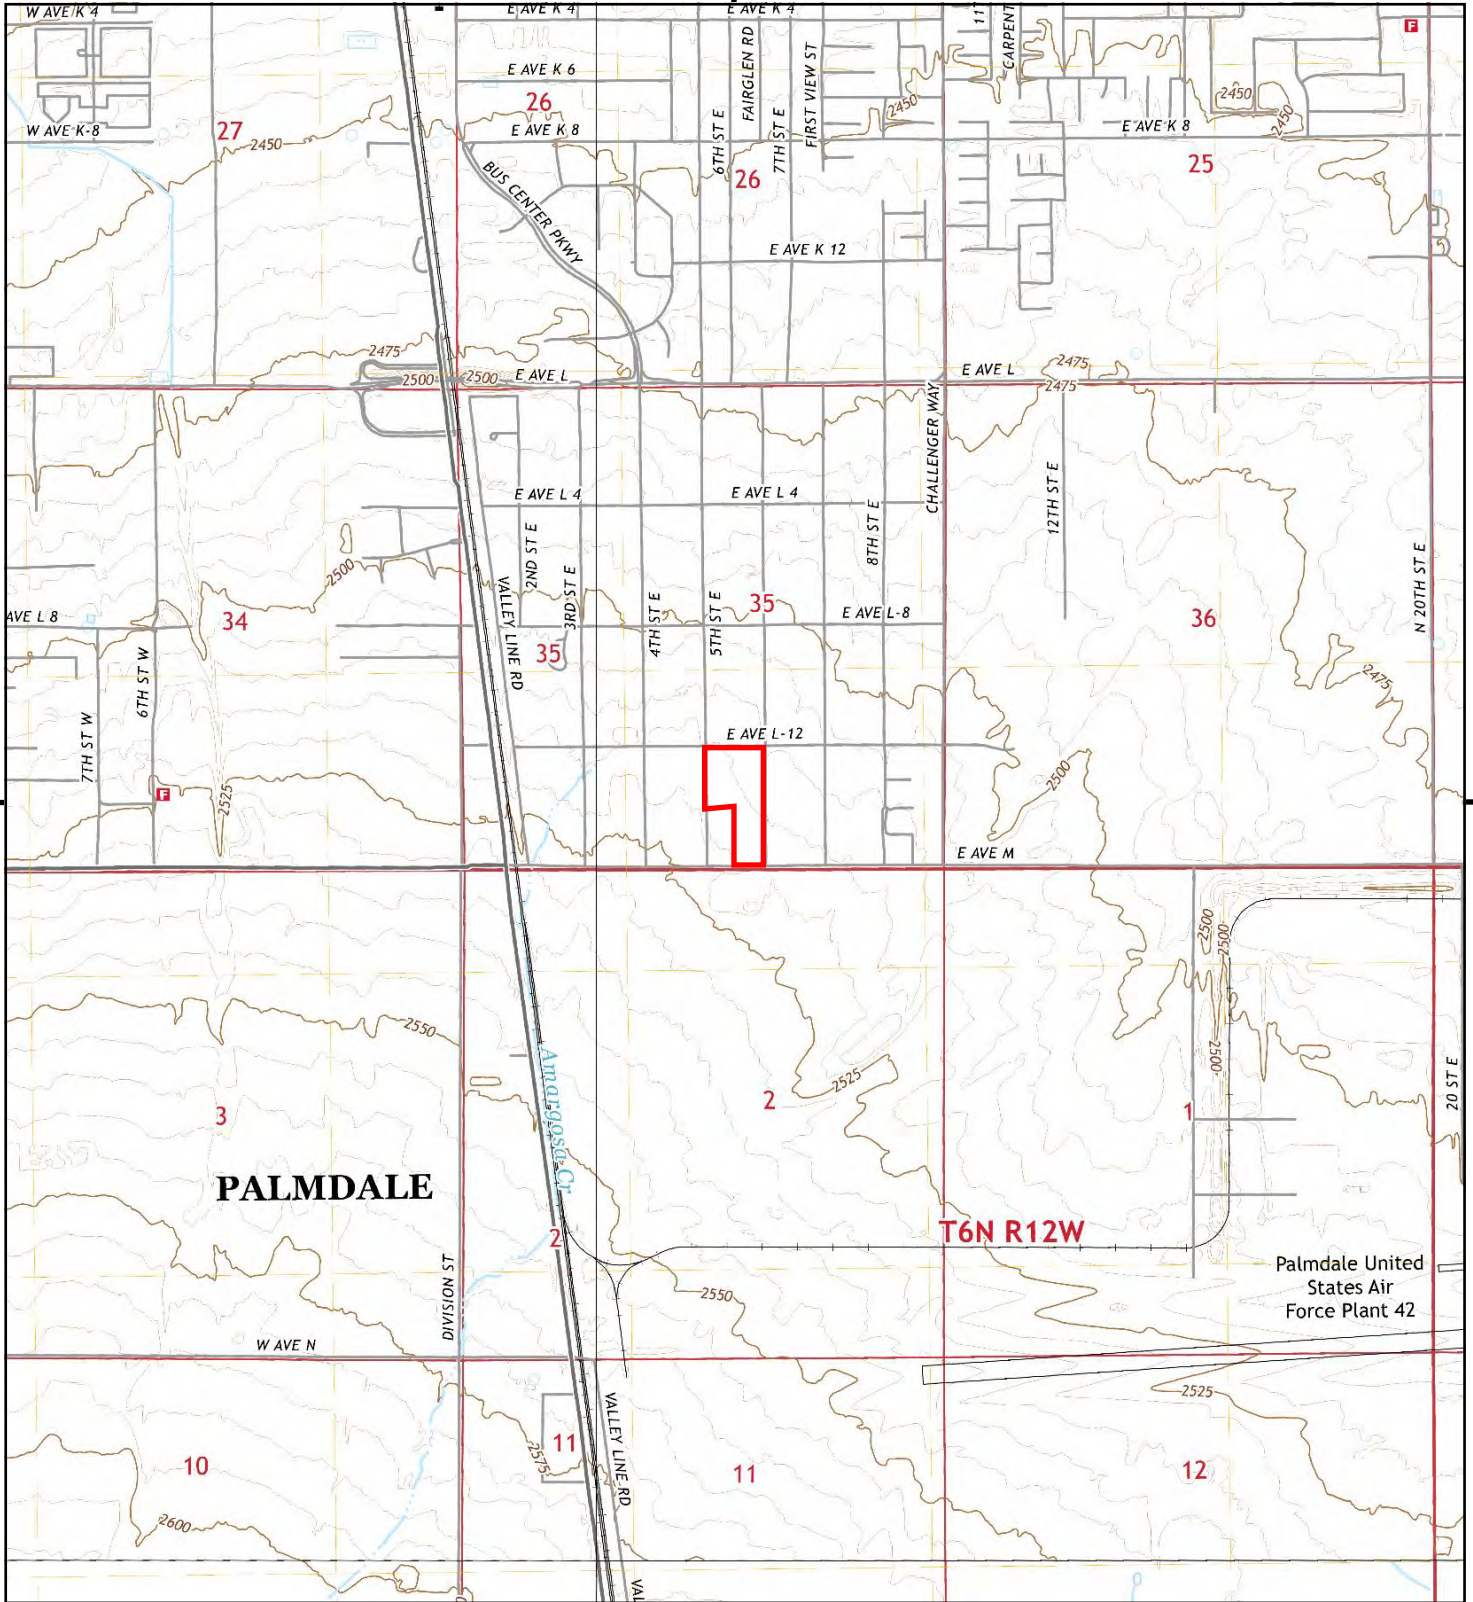 W AVE K 4
E AVE K 4
E AVE K 4
F
E AVE K 6
FAIRGLEN RD
FIRST VIEW ST
CARPENT
26
2450
2450
2450
W AVE K-8
27
2450
E AVE K 8
6TH ST E
7TH ST E
E AVE K 8
25
BUS CENTER PKWY
26
E AVE K 12
2475
2500
2500
E AVE L
E AVE L
2475
2475
CHALLENGER WAY
E AVE L 4
E AVE L 4
2ND ST E
8TH ST E
12TH ST E
N 20TH ST E
2500
VALLEY LINE RD
3RD ST E
4TH ST E
5TH ST E
35
E AVE L-8
36
AVE L 8
34
35
6TH ST W
2475
7TH ST W
E AVE L-12
2500
F
2525
E AVE M
2500
2500
2550
2500
Amargosa Cr
2525
20 ST E
3
2
1
PALMDALE
2
T6N R12W
DIVISION ST
Palmdale United
States Air
Force Plant 42
2550
W AVE N
2525
VALLEY LINE RD
10
2575
11
11
12
2600
VAL